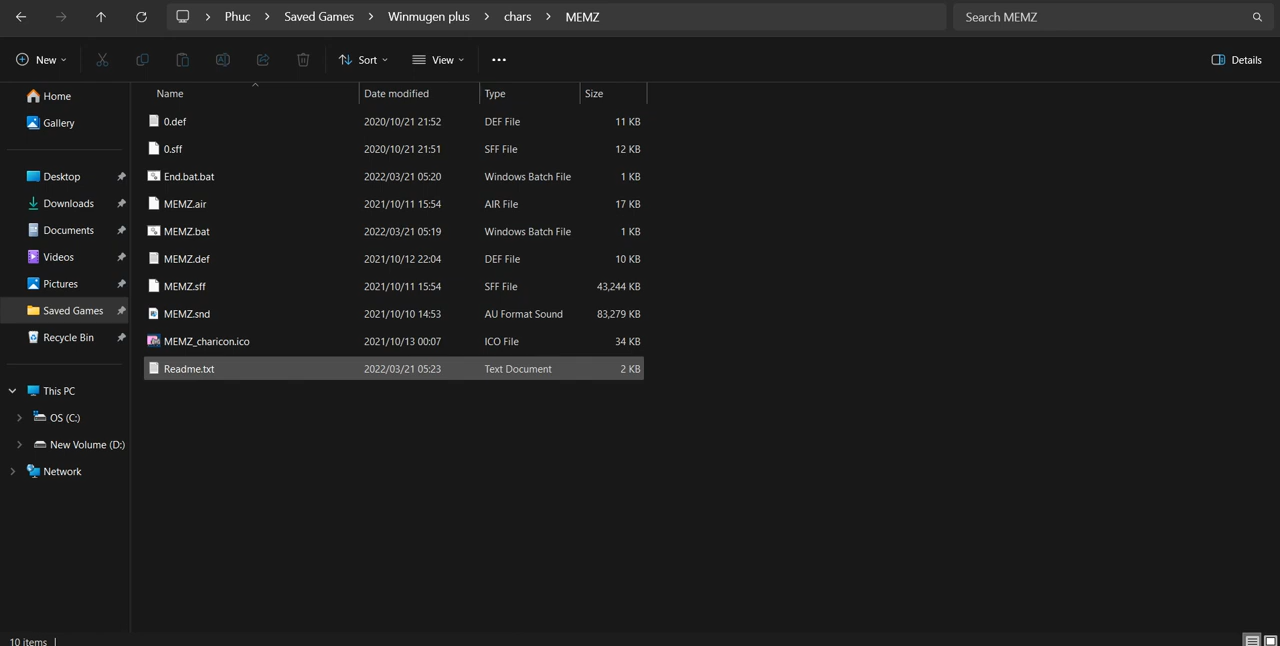 Phuc > Saved Games > Winmugen plus > chars > MEMZ
Search MEMZ
New
Sort
View
Details
Home
Gallery
Desktop
Downloads
Documents
Videos
Pictures
Saved Games
Recycle Bin
This PC
OS (C:)
New Volume (D:)
Network
Name Date modified Type Size
0.def 2020/10/21 21:52 DEF File 11 KB
0.sff 2020/10/21 21:51 SFF File 12 KB
End.bat.bat 2022/03/21 05:20 Windows Batch File 1 KB
MEMZ.air 2021/10/11 15:54 AIR File 17 KB
MEMZ.bat 2022/03/21 05:19 Windows Batch File 1 KB
MEMZ.def 2021/10/12 22:04 DEF File 10 KB
MEMZ.sff 2021/10/11 15:54 SFF File 43,244 KB
MEMZ.snd 2021/10/10 14:53 AU Format Sound 83,279 KB
MEMZ_charicon.ico 2021/10/13 00:07 ICO File 34 KB
Readme.txt 2022/03/21 05:23 Text Document 2 KB
10 items